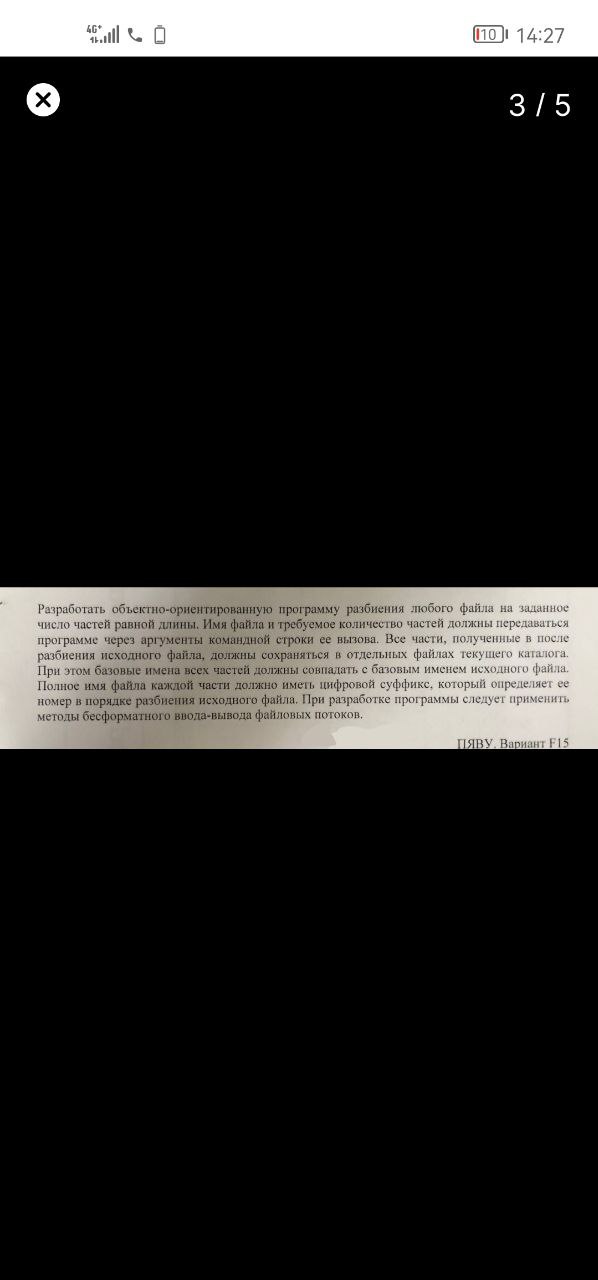 4G+
10 14:27
3 / 5
Разработать объектно-ориентированную программу разбиения любого файла на заданное
число частей равной длины. Имя файла и требуемое количество частей должны передаваться
программе через аргументы командной строки ее вызова. Все части, полученные в после
разбиения исходного файла, должны сохраняться в отдельных файлах текущего каталога.
При этом базовые имена всех частей должны совпадать с базовым именем исходного файла.
Полное имя файла каждой части должно иметь цифровой суффикс, который определяет ее
номер в порядке разбиения исходного файла. При разработке программы следует применить
методы бесформатного ввода-вывода файловых потоков.
ПЯВУ. Вариант F15